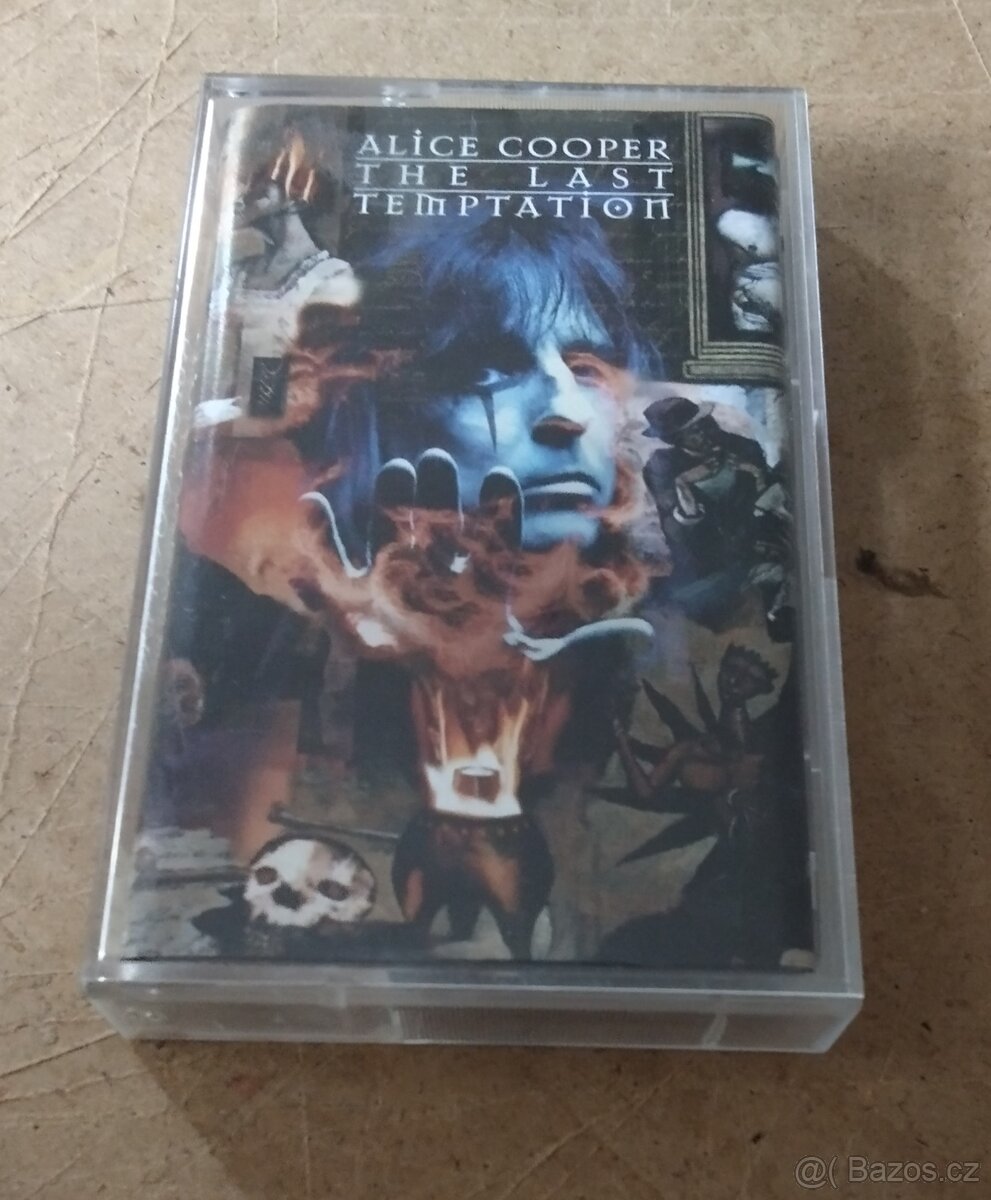 ALiCE COOPER
THE LAST
TEMPTATiON
@( Bazos.cz